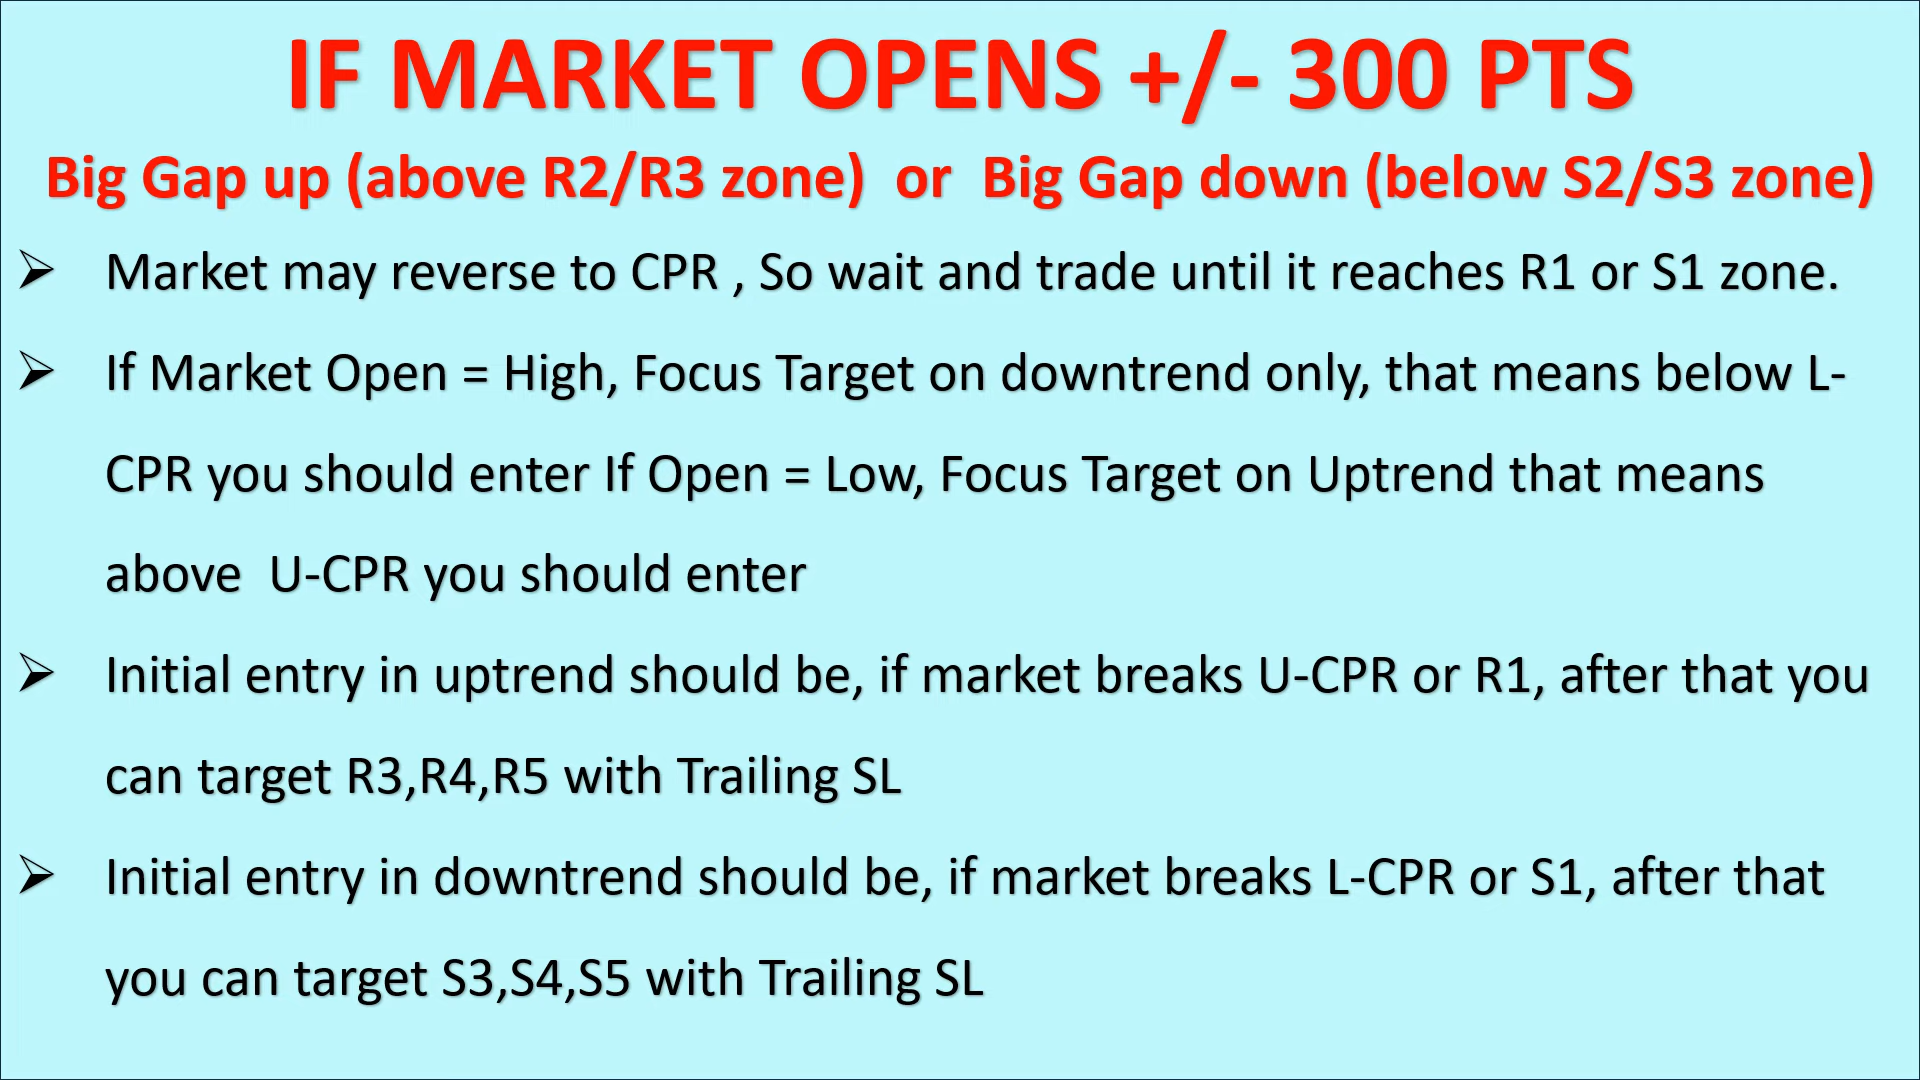 IF MARKET OPENS +/- 300 PTS
Big Gap up (above R2/R3 zone) or Big Gap down (below S2/S3 zone)
➢ Market may reverse to CPR , So wait and trade until it reaches R1 or S1 zone.
➢ If Market Open = High, Focus Target on downtrend only, that means below L-
CPR you should enter If Open = Low, Focus Target on Uptrend that means
above U-CPR you should enter
➢ Initial entry in uptrend should be, if market breaks U-CPR or R1, after that you
can target R3,R4,R5 with Trailing SL
➢ Initial entry in downtrend should be, if market breaks L-CPR or S1, after that
you can target S3,S4,S5 with Trailing SL